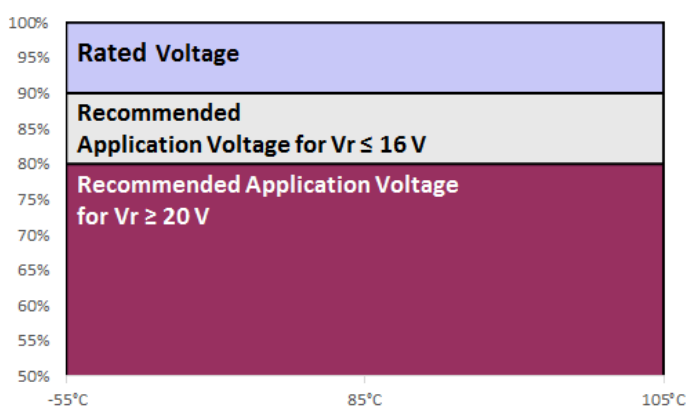 100%
95%
Rated Voltage
90%
Recommended
85%
Application Voltage for Vr ≤ 16 V
80%
Recommended Application Voltage
75%
for Vr ≥ 20 V
70%
65%
60%
55%
50%
-55°C
85°C
105°C